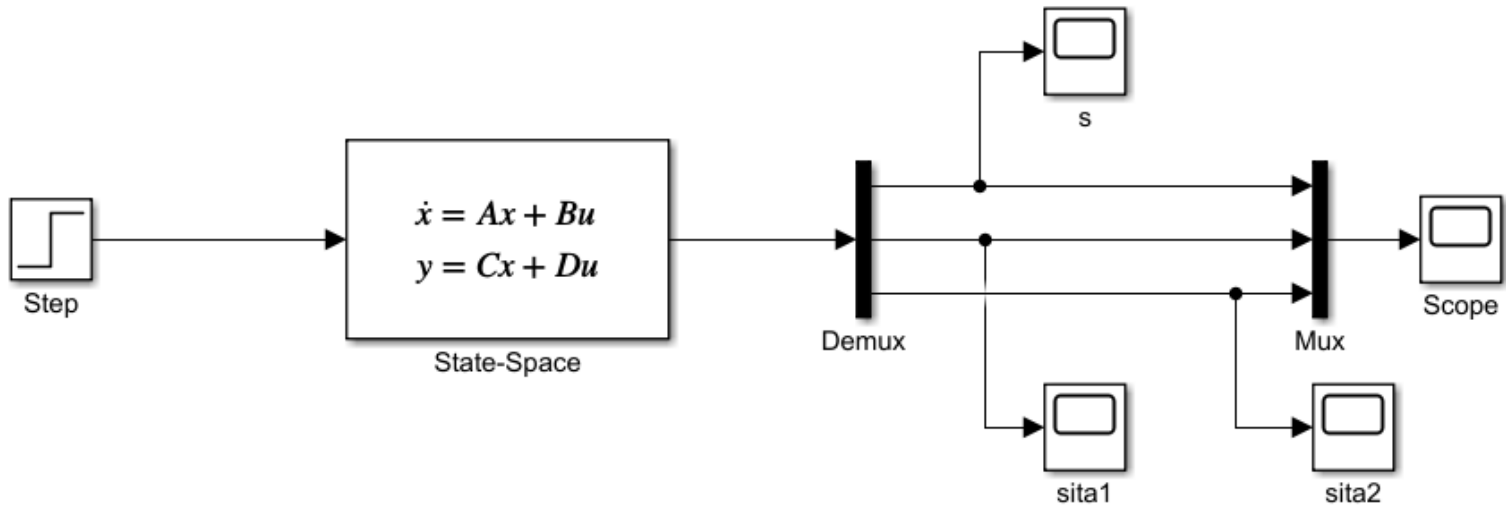 s
Step
ẋ = Ax + Bu
y = Cx + Du
State-Space
Demux
Mux
Scope
sita1
sita2